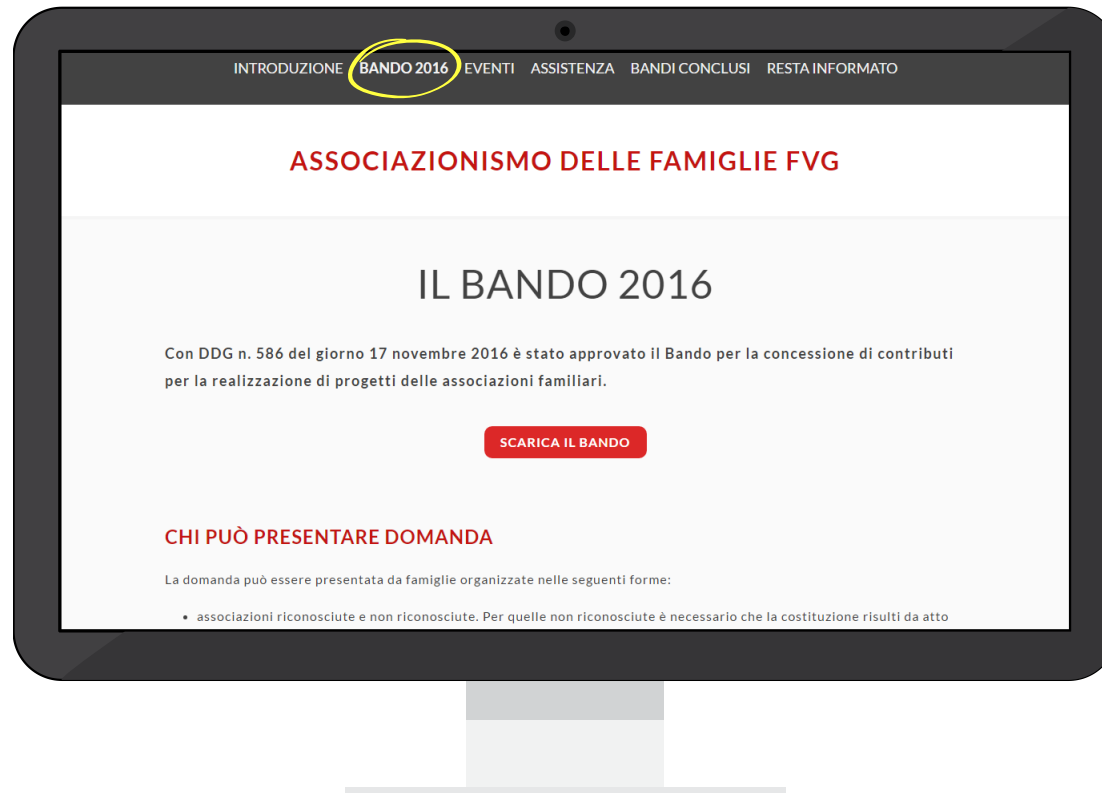 INTRODUZIONE BANDO 2016 EVENTI ASSISTENZA BANDI CONCLUSI RESTA INFORMATO
ASSOCIAZIONISMO DELLE FAMIGLIE FVG
IL BANDO 2016
Con DDG n. 586 del giorno 17 novembre 2016 è stato approvato il Bando per la concessione di contributi
per la realizzazione di progetti delle associazioni familiari.
SCARICA IL BANDO
CHI PUÒ PRESENTARE DOMANDA
La domanda può essere presentata da famiglie organizzate nelle seguenti forme:
• associazioni riconosciute e non riconosciute. Per quelle non riconosciute è necessario che la costituzione risulti da atto